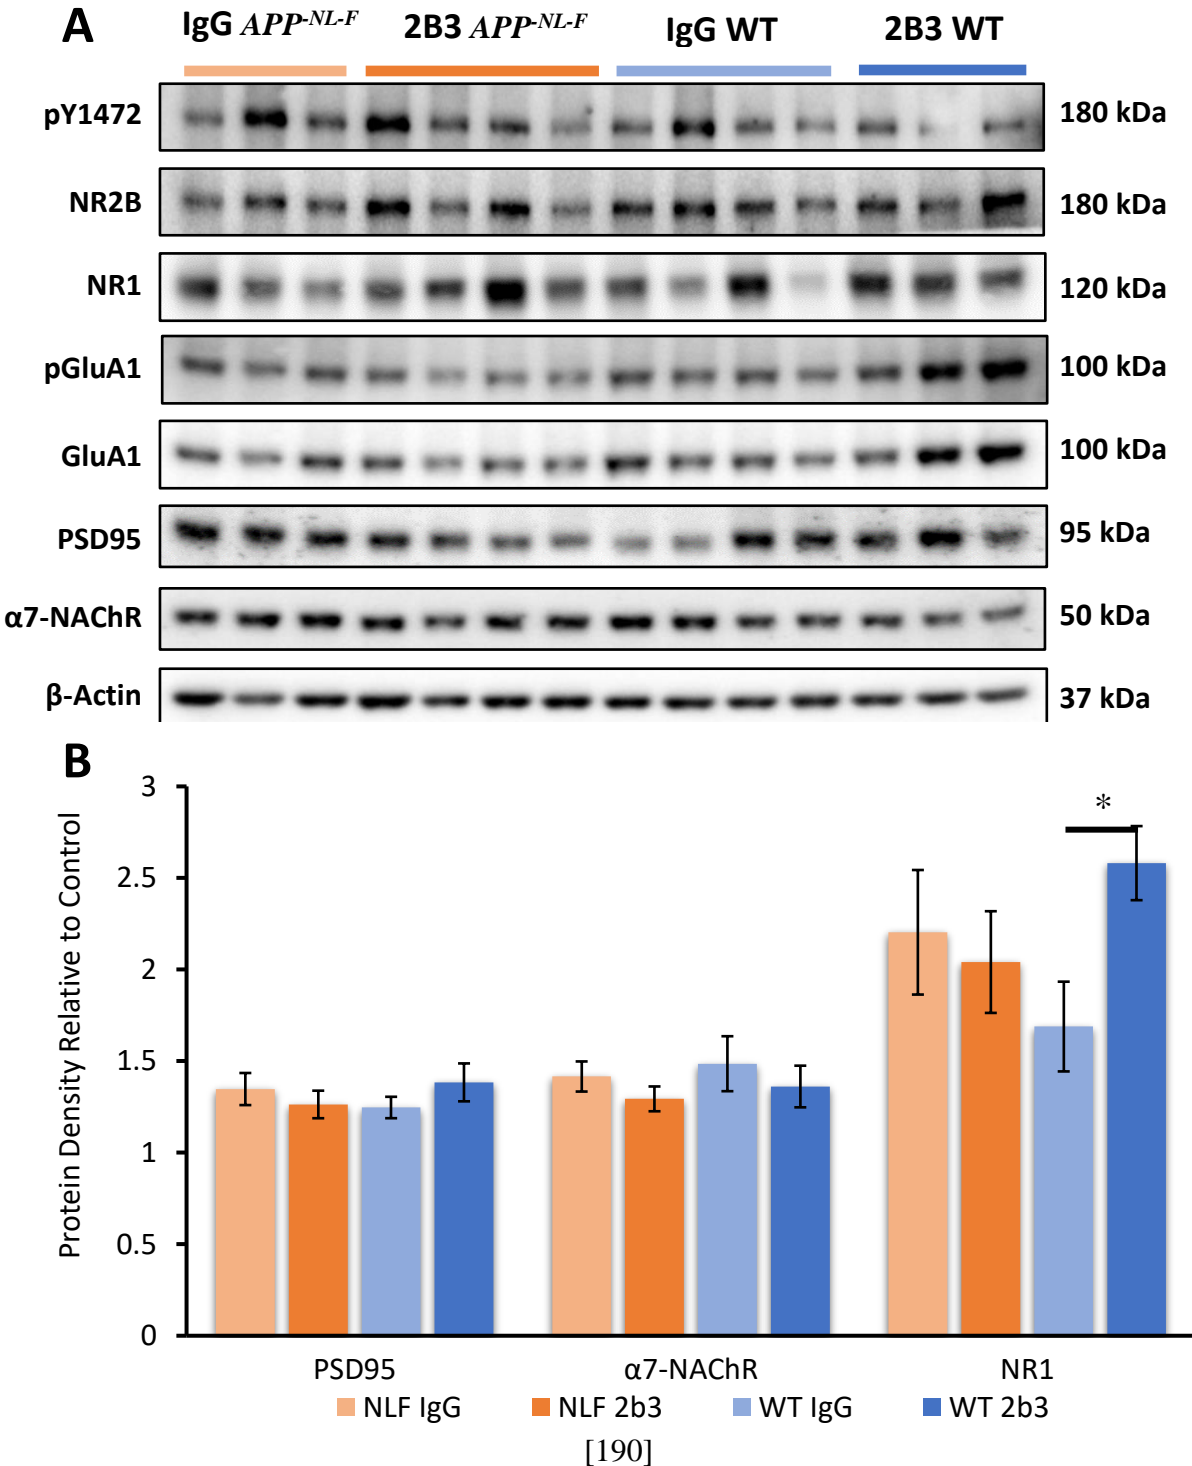 A
IgG APP-NL-F 2B3 APP-NL-F IgG WT 2B3 WT
pY1472 180 kDa
NR2B 180 kDa
NR1 120 kDa
pGluA1 100 kDa
GluA1 100 kDa
PSD95 95 kDa
α7-NAChR 50 kDa
β-Actin 37 kDa
B
Protein Density Relative to Control
3
2.5
2
1.5
1
0.5
0
*
PSD95 α7-NAChR NR1
NLF IgG NLF 2b3 WT IgG WT 2b3
[190]